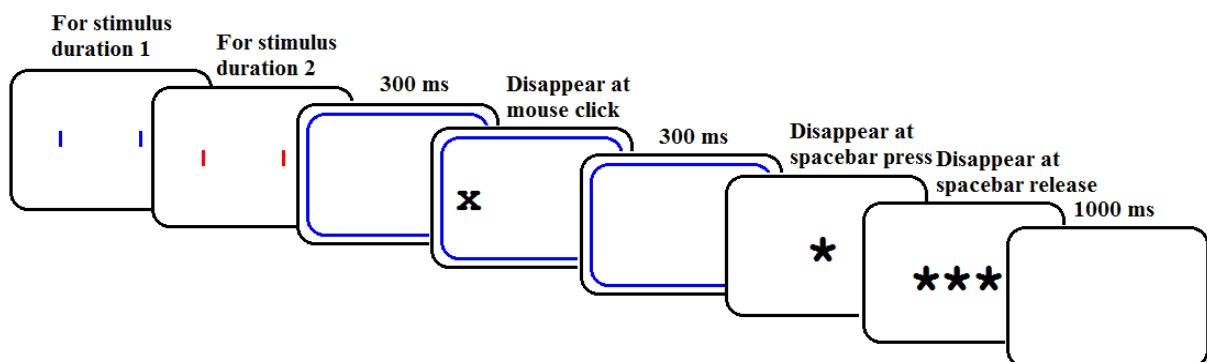 For stimulus
duration 1
For stimulus
duration 2
300 ms
Disappear at
mouse click
x
300 ms
Disappear at
spacebar press
*
Disappear at
spacebar release
***
1000 ms